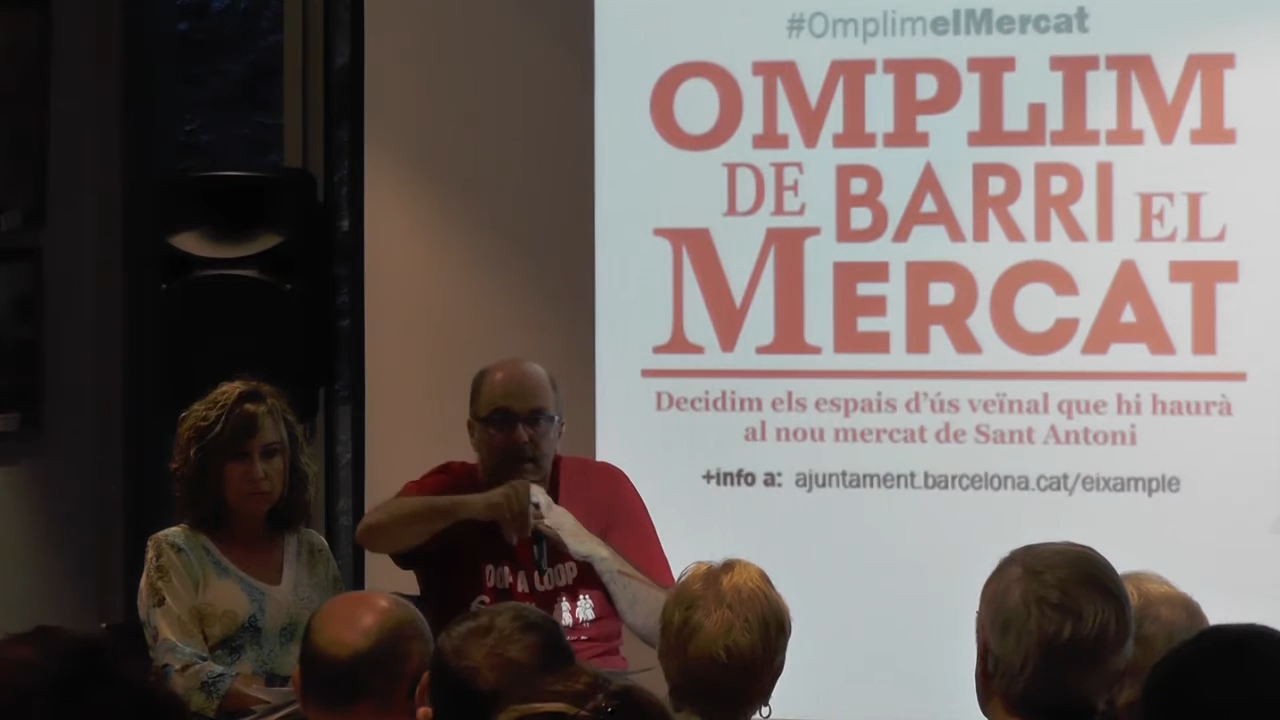 #OmplimelMercat
OMPLIM
DE BARRI EL
MERCAT
Decidim els espais d'ús veïnal que hi haurà
al nou mercat de Sant Antoni
+info a: ajuntament.barcelona.cat/eixample